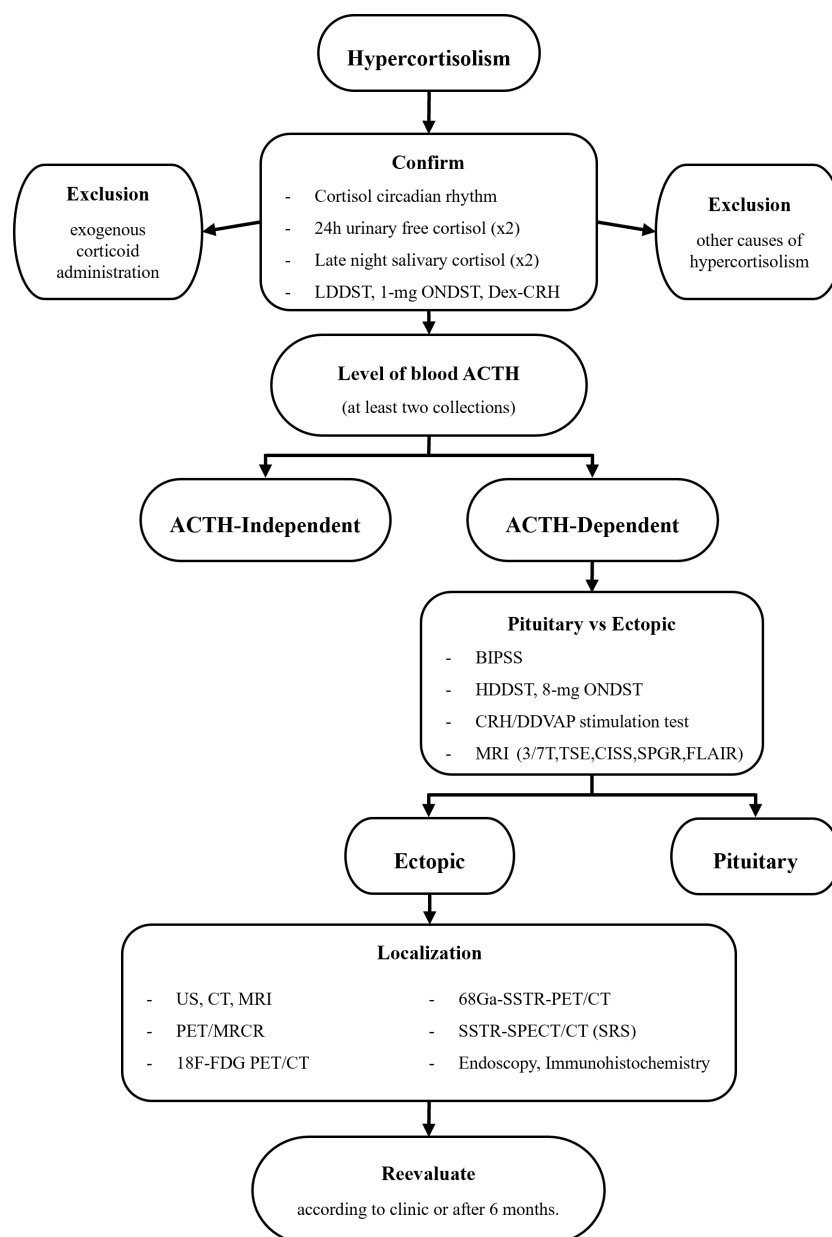 Hypercortisolism
Confirm
- Cortisol circadian rhythm
- 24h urinary free cortisol (x2)
- Late night salivary cortisol (x2)
- LDDST, 1-mg ONDST, Dex-CRH
Exclusion
exogenous
corticoid
administration
Exclusion
other causes of
hypercortisolism
Level of blood ACTH
(at least two collections)
ACTH-Independent
ACTH-Dependent
Pituitary vs Ectopic
- BIPSS
- HDDST, 8-mg ONDST
- CRH/DDVAP stimulation test
- MRI (3/7T,TSE,CISS,SPGR,FLAIR)
Ectopic
Pituitary
Localization
- US, CT, MRI
- PET/MRCR
- 18F-FDG PET/CT
- 68Ga-SSTR-PET/CT
- SSTR-SPECT/CT (SRS)
- Endoscopy, Immunohistochemistry
Reevaluate
according to clinic or after 6 months.